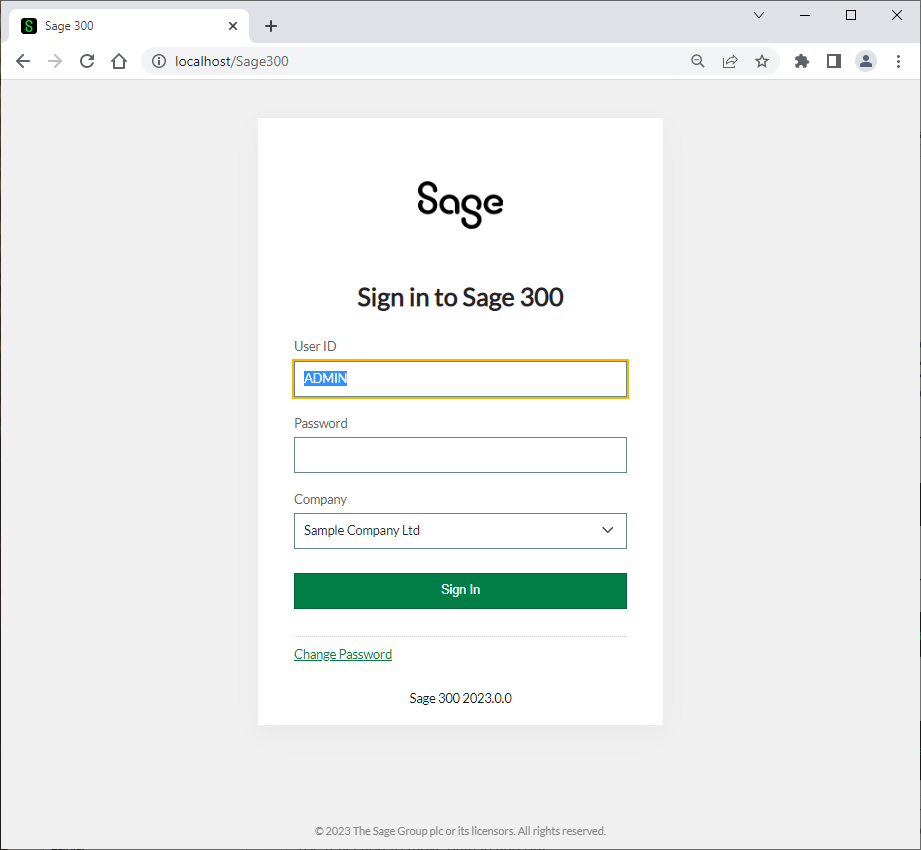 Sage 300
localhost/Sage300
Sage
Sign in to Sage 300
User ID
ADMIN
Password
Company
Sample Company Ltd
Sign In
Change Password
Sage 300 2023.0.0
© 2023 The Sage Group plc or its licensors. All rights reserved.